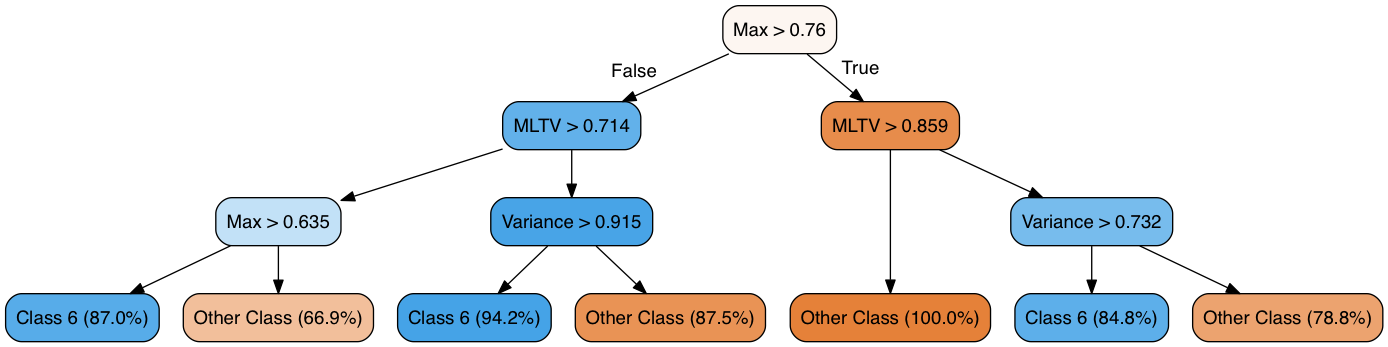 Max > 0.76
False
True
MLTV > 0.714
MLTV > 0.859
Max > 0.635
Variance > 0.915
Variance > 0.732
Class 6 (87.0%)
Other Class (66.9%)
Class 6 (94.2%)
Other Class (87.5%)
Other Class (100.0%)
Class 6 (84.8%)
Other Class (78.8%)